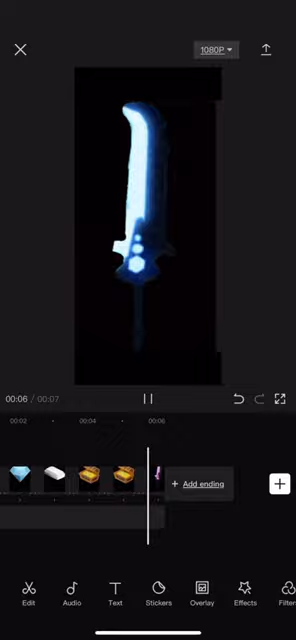 1080P
00:06 / 00:07
00:02
00:04
00:06
+ Add ending
Edit
Audio
Text
Stickers
Overlay
Effects
Filter